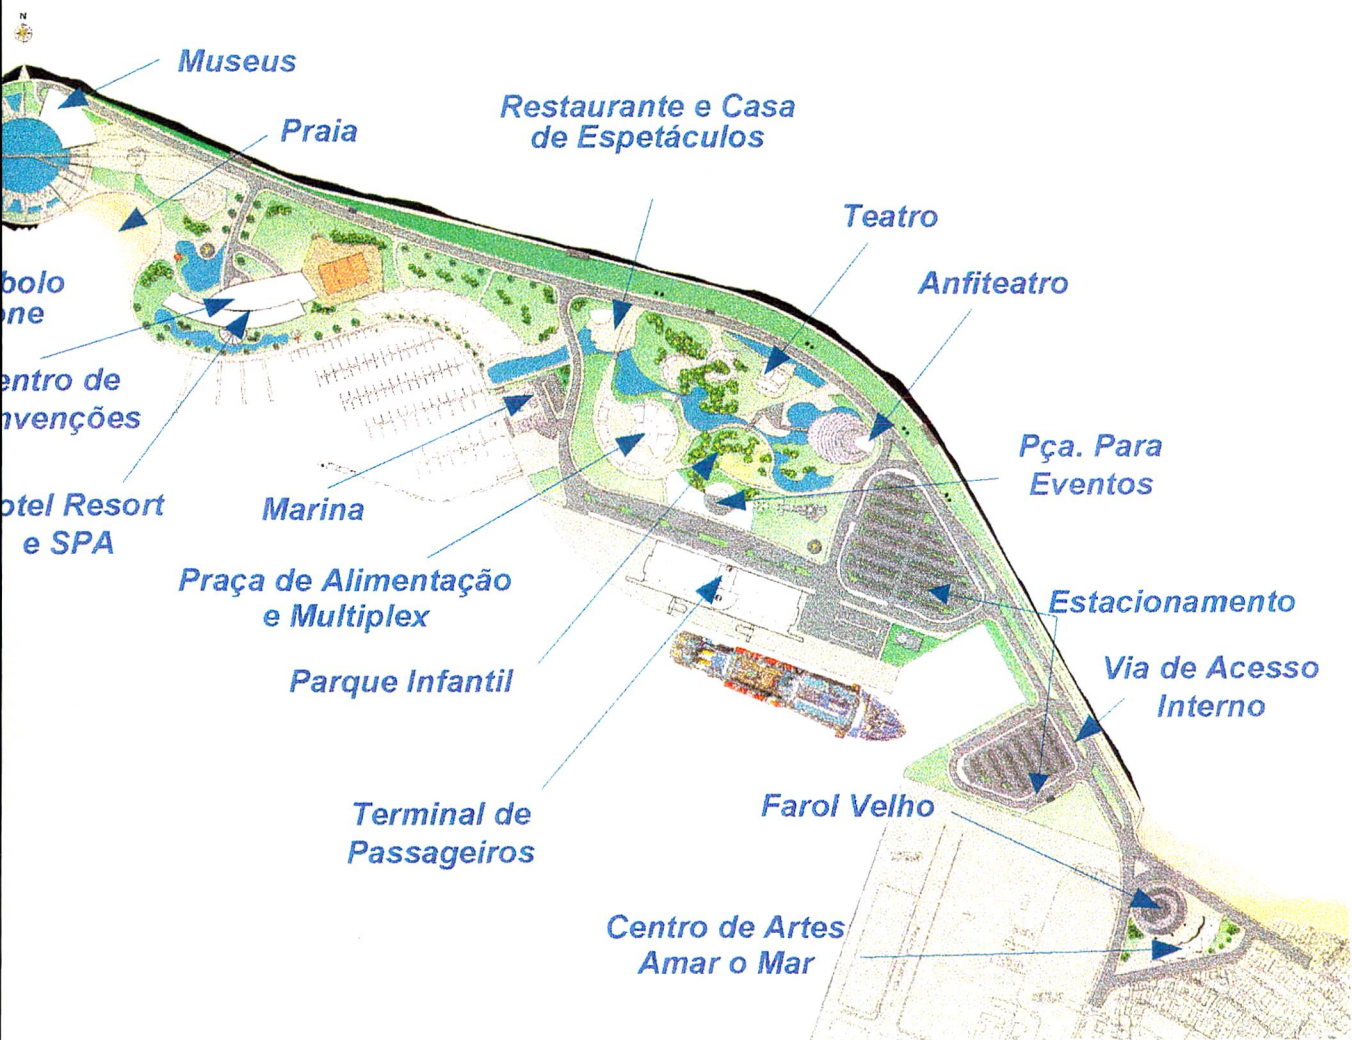 N
Museus
Praia
Restaurante e Casa
de Espetáculos
Teatro
Anfiteatro
bolo
one
entro de
nvenções
Pça. Para
Eventos
otel Resort
e SPA
Marina
Praça de Alimentação
e Multiplex
Estacionamento
Parque Infantil
Via de Acesso
Interno
Terminal de
Passageiros
Farol Velho
Centro de Artes
Amar o Mar